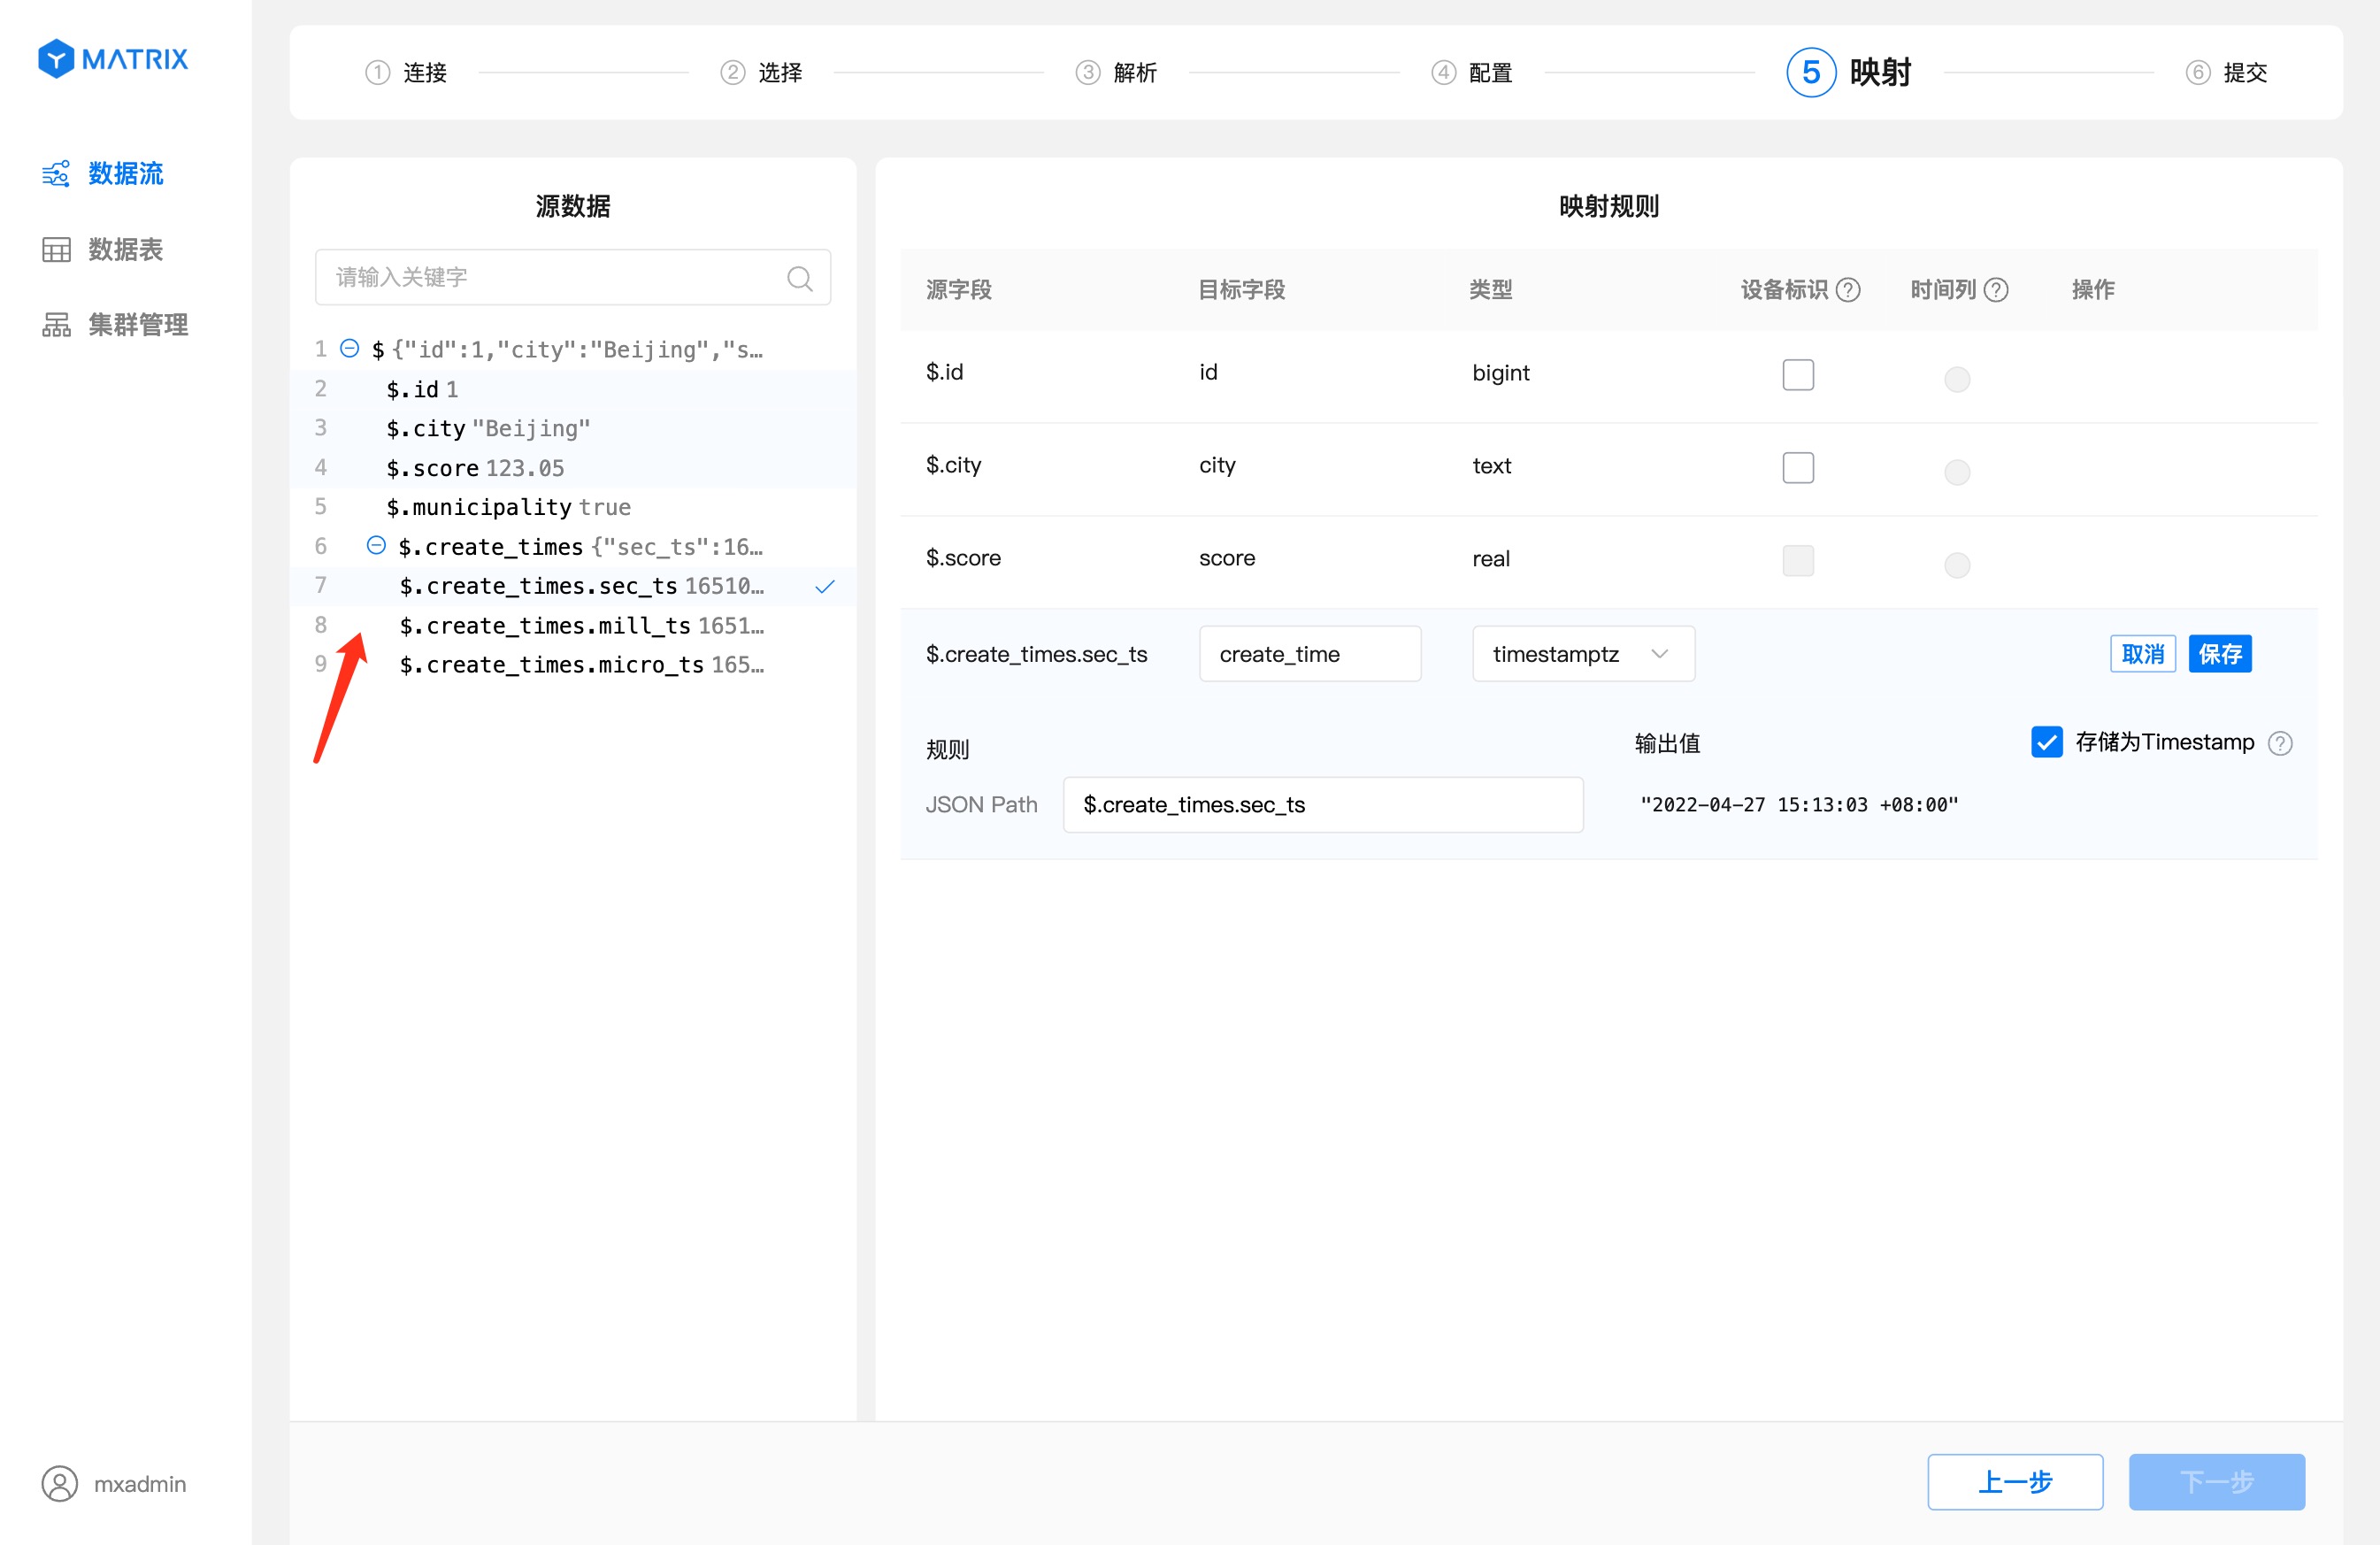 MATRIX
数据流
数据表
集群管理
mxadmin
1 连接
2 选择
3 解析
4 配置
5 映射
6 提交
源数据
请输入关键字
1 $ {"id":1,"city":"Beijing","s…
2 $.id 1
3 $.city "Beijing"
4 $.score 123.05
5 $.municipality true
6 $.create_times {"sec_ts":16…
7 $.create_times.sec_ts 16510…
8 $.create_times.mill_ts 1651…
9 $.create_times.micro_ts 165…
映射规则
源字段 目标字段 类型 设备标识 ? 时间列 ? 操作
$.id id bigint
$.city city text
$.score score real
$.create_times.sec_ts create_time timestamptz 取消 保存
规则 输出值 存储为Timestamp ?
JSON Path $.create_times.sec_ts "2022-04-27 15:13:03 +08:00"
上一步 下一步